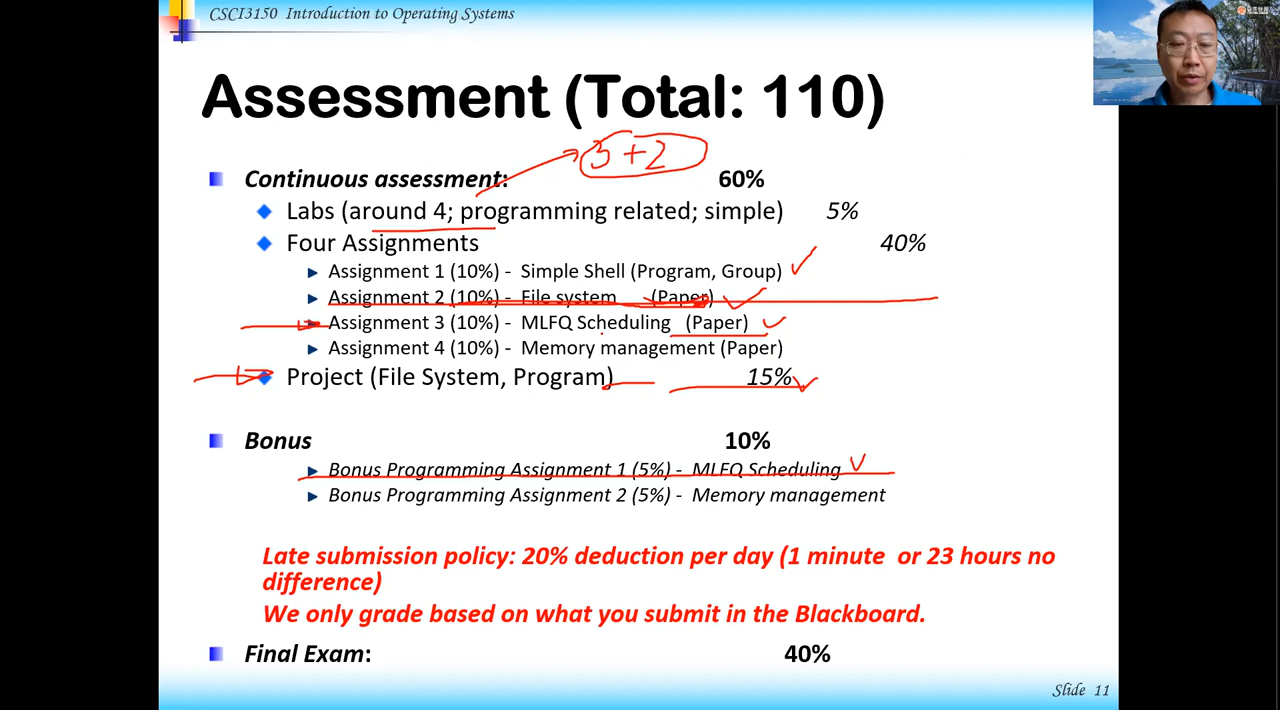 CSCI3150 Introduction to Operating Systems
Assessment (Total: 110)
3+2
Continuous assessment: 60%
Labs (around 4; programming related; simple) 5%
Four Assignments 40%
Assignment 1 (10%) - Simple Shell (Program, Group)
Assignment 2 (10%) - File system (Paper)
Assignment 3 (10%) - MLFQ Scheduling (Paper)
Assignment 4 (10%) - Memory management (Paper)
Project (File System, Program) 15%
Bonus 10%
Bonus Programming Assignment 1 (5%) - MLFQ Scheduling
Bonus Programming Assignment 2 (5%) - Memory management
Late submission policy: 20% deduction per day (1 minute or 23 hours no
difference)
We only grade based on what you submit in the Blackboard.
Final Exam: 40%
Slide 11